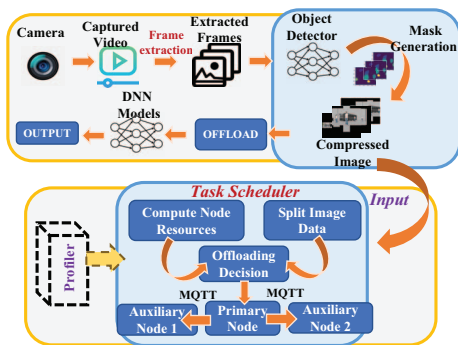 Camera
Captured
Video
Frame
extraction
Extracted
Frames
Object
Detector
Mask
Generation
DNN
Models
OUTPUT
OFFLOAD
Compressed
Image
Task Scheduler
Input
Profiler
Compute Node
Resources
Split Image
Data
Offloading
Decision
MQTT
MQTT
Auxiliary
Node 1
Primary
Node
Auxiliary
Node 2